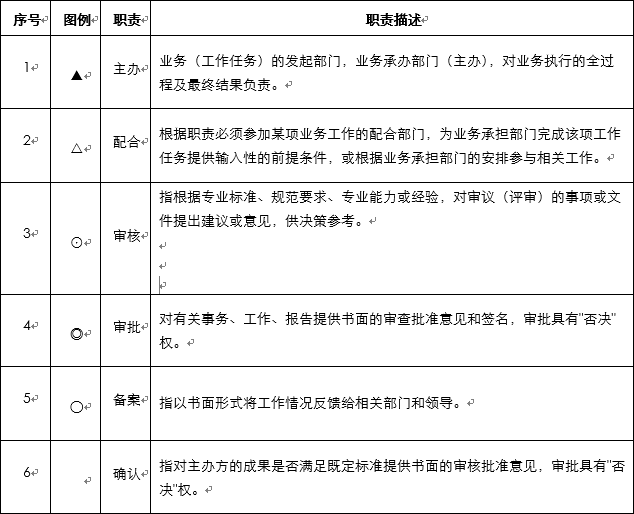 序号 图例 职责 职责描述
1 ▲ 主办 业务（工作任务）的发起部门，业务承办部门（主办），对业务执行的全过
程及最终结果负责。
2 △ 配合 根据职责必须参加某项业务工作的配合部门，为业务承担部门完成该项工作
任务提供输入性的前提条件，或根据业务承担部门的安排参与相关工作。
3 ⊙ 审核 指根据专业标准、规范要求、专业能力或经验，对审议（评审）的事项或文
件提出建议或意见，供决策参考。
4 ◎ 审批 对有关事务、工作、报告提供书面的审查批准意见和签名，审批具有"否决"
权。
5 ○ 备案 指以书面形式将工作情况反馈给相关部门和领导。
6 确认 指对主办方的成果是否满足既定标准提供书面的审核批准意见，审批具有"否
决"权。